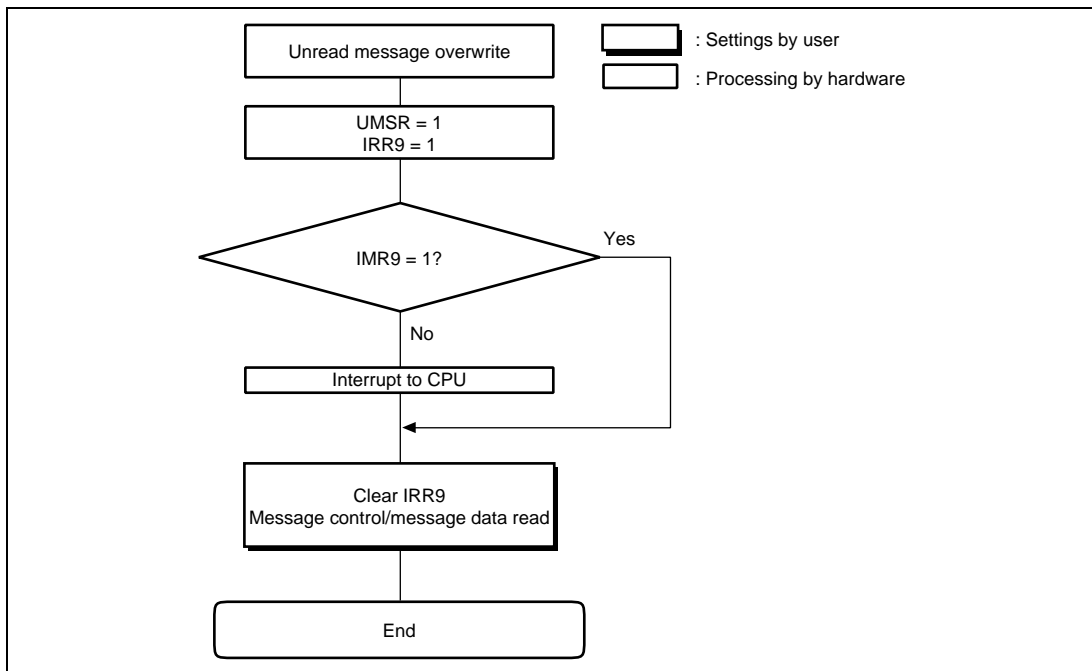 Unread message overwrite
: Settings by user
: Processing by hardware
UMSR = 1
IRR9 = 1
IMR9 = 1?
Yes
No
Interrupt to CPU
Clear IRR9
Message control/message data read
End